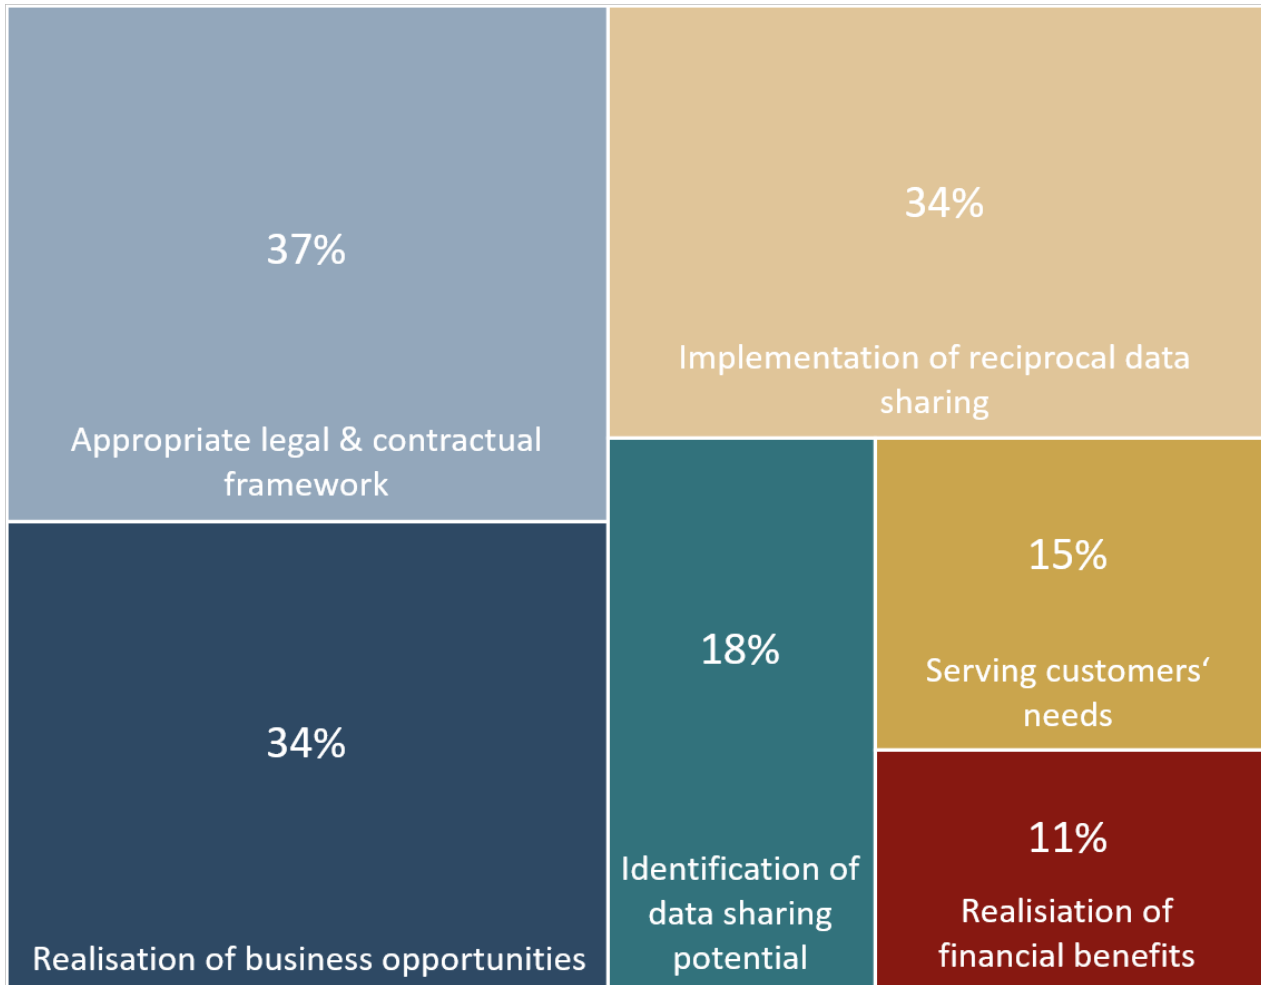 37%
Appropriate legal & contractual
framework
34%
Implementation of reciprocal data
sharing
34%
Realisation of business opportunities
18%
Identification of
data sharing
potential
15%
Serving customers‘
needs
11%
Realisiation of
financial benefits